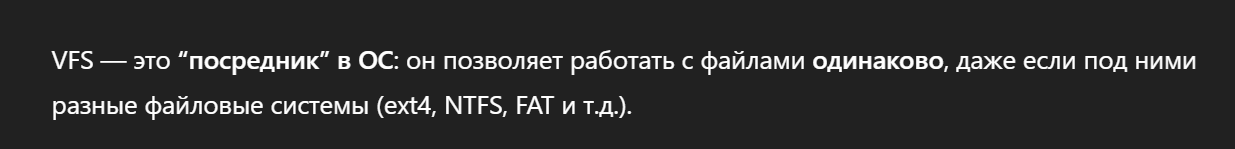 VFS — это “посредник” в ОС: он позволяет работать с файлами одинаково, даже если под ними
разные файловые системы (ext4, NTFS, FAT и т.д.).